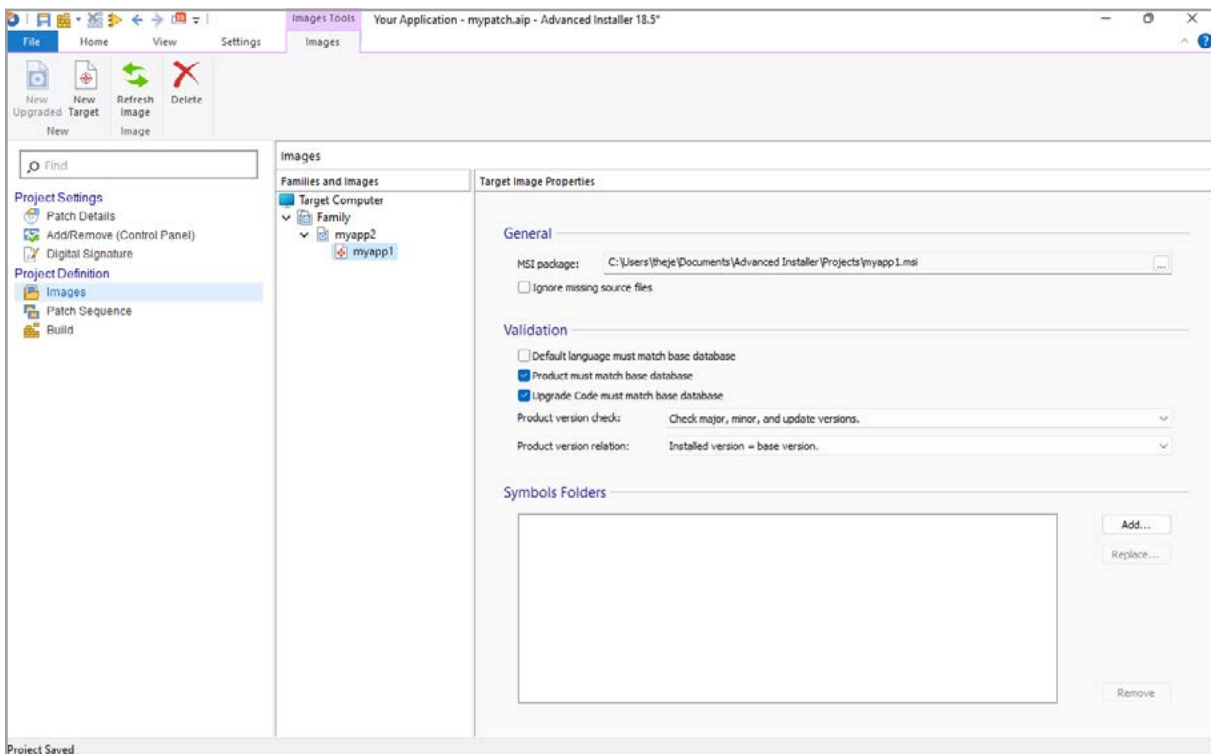 Images Tools
Your Application - mypatch.aip - Advanced Installer 18.5*
File
Home
View
Settings
Images
New Upgraded
New Target
Refresh Image
Delete
New
Image
Find
Project Settings
Patch Details
Add/Remove (Control Panel)
Digital Signature
Project Definition
Images
Patch Sequence
Build
Images
Families and Images
Target Computer
Family
myapp2
myapp1
Target Image Properties
General
MSI package: C:\Users\theje\Documents\Advanced Installer\Projects\myapp1.msi ...
Ignore missing source files
Validation
Default language must match base database
Product must match base database
Upgrade Code must match base database
Product version check: Check major, minor, and update versions.
Product version relation: Installed version = base version.
Symbols Folders
Add...
Replace...
Remove
Project Saved